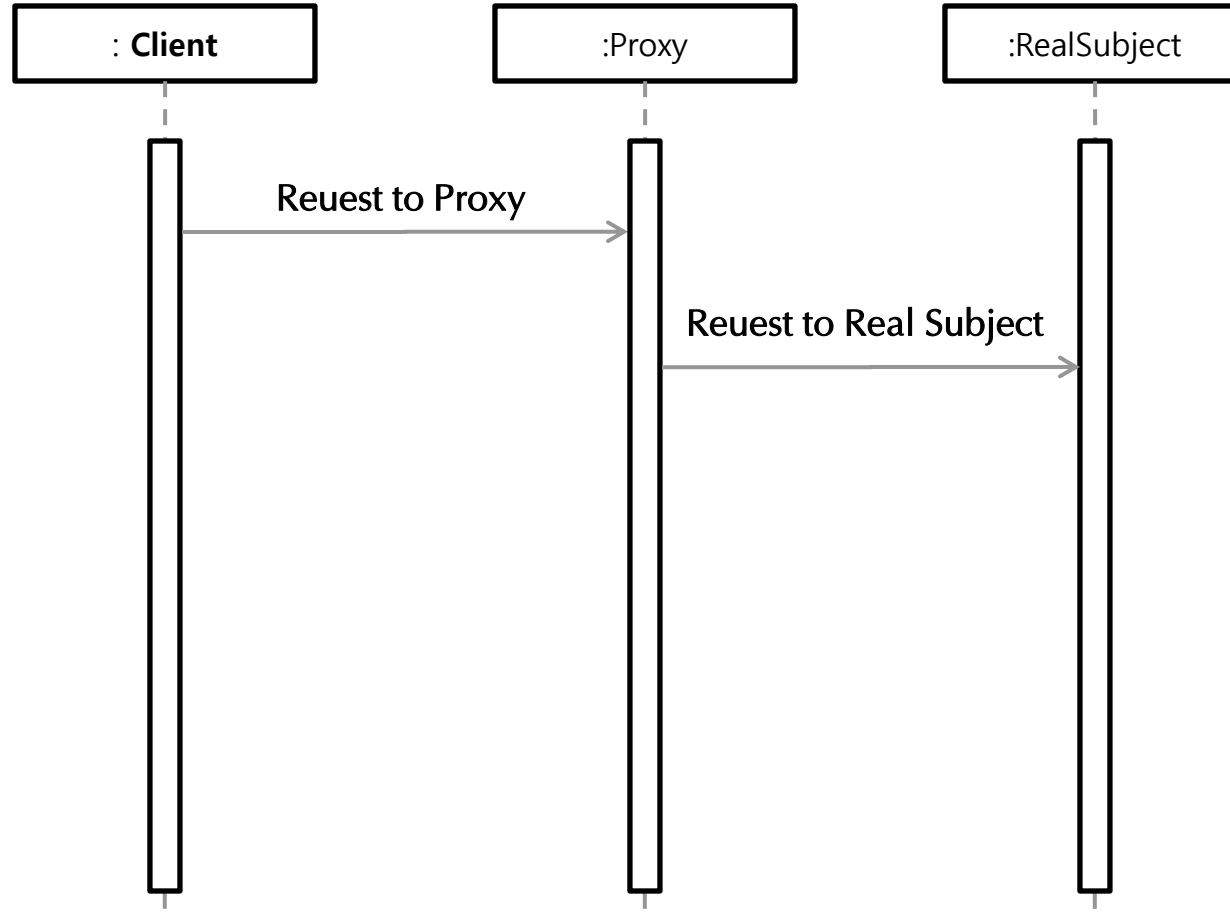 : Client
:Proxy
:RealSubject
Reuest to Proxy
Reuest to Real Subject